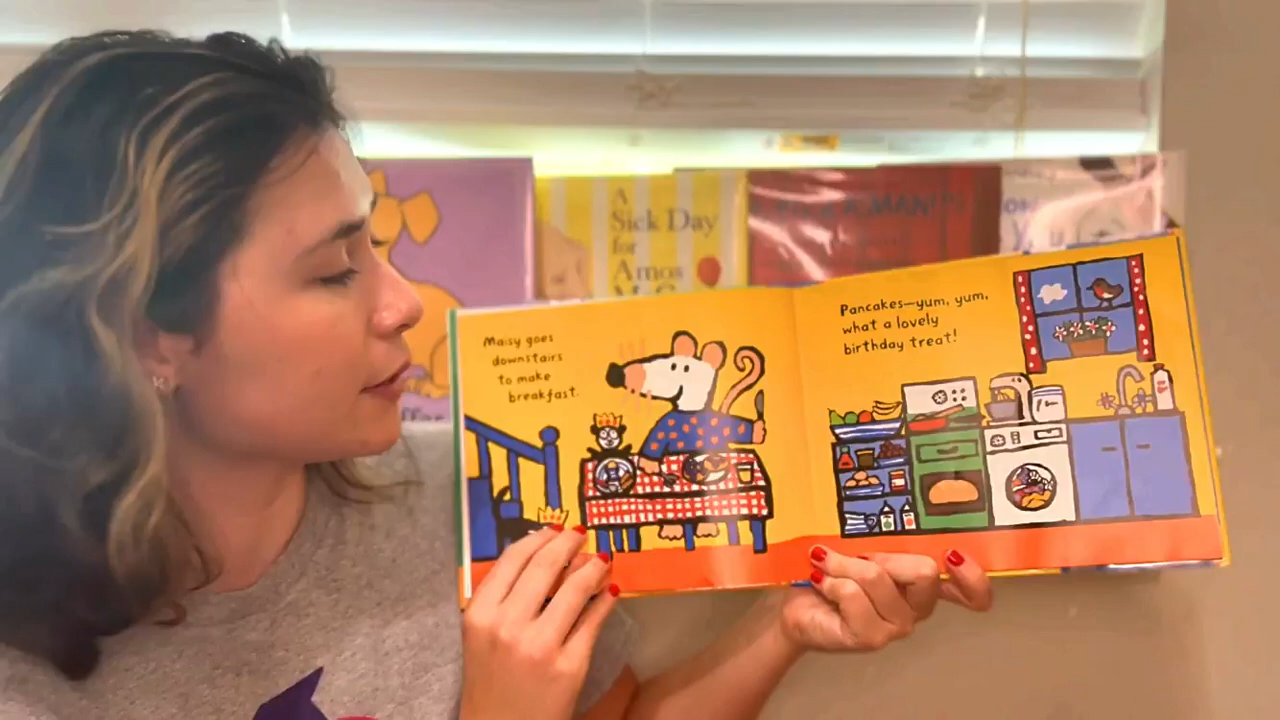 A
Sick Day
for
Amos
Maisy goes
downstairs
to make
breakfast.
Pancakes—yum, yum,
what a lovely
birthday treat!